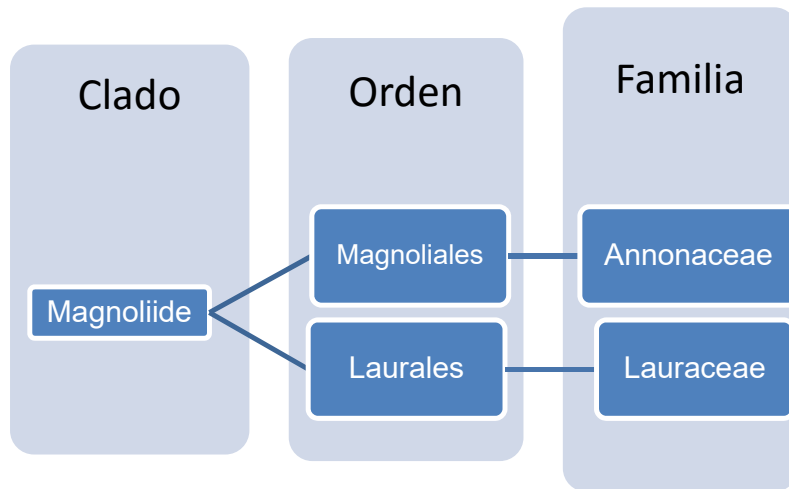 Clado
Orden
Familia
Magnoliide
Magnoliales
Annonaceae
Laurales
Lauraceae